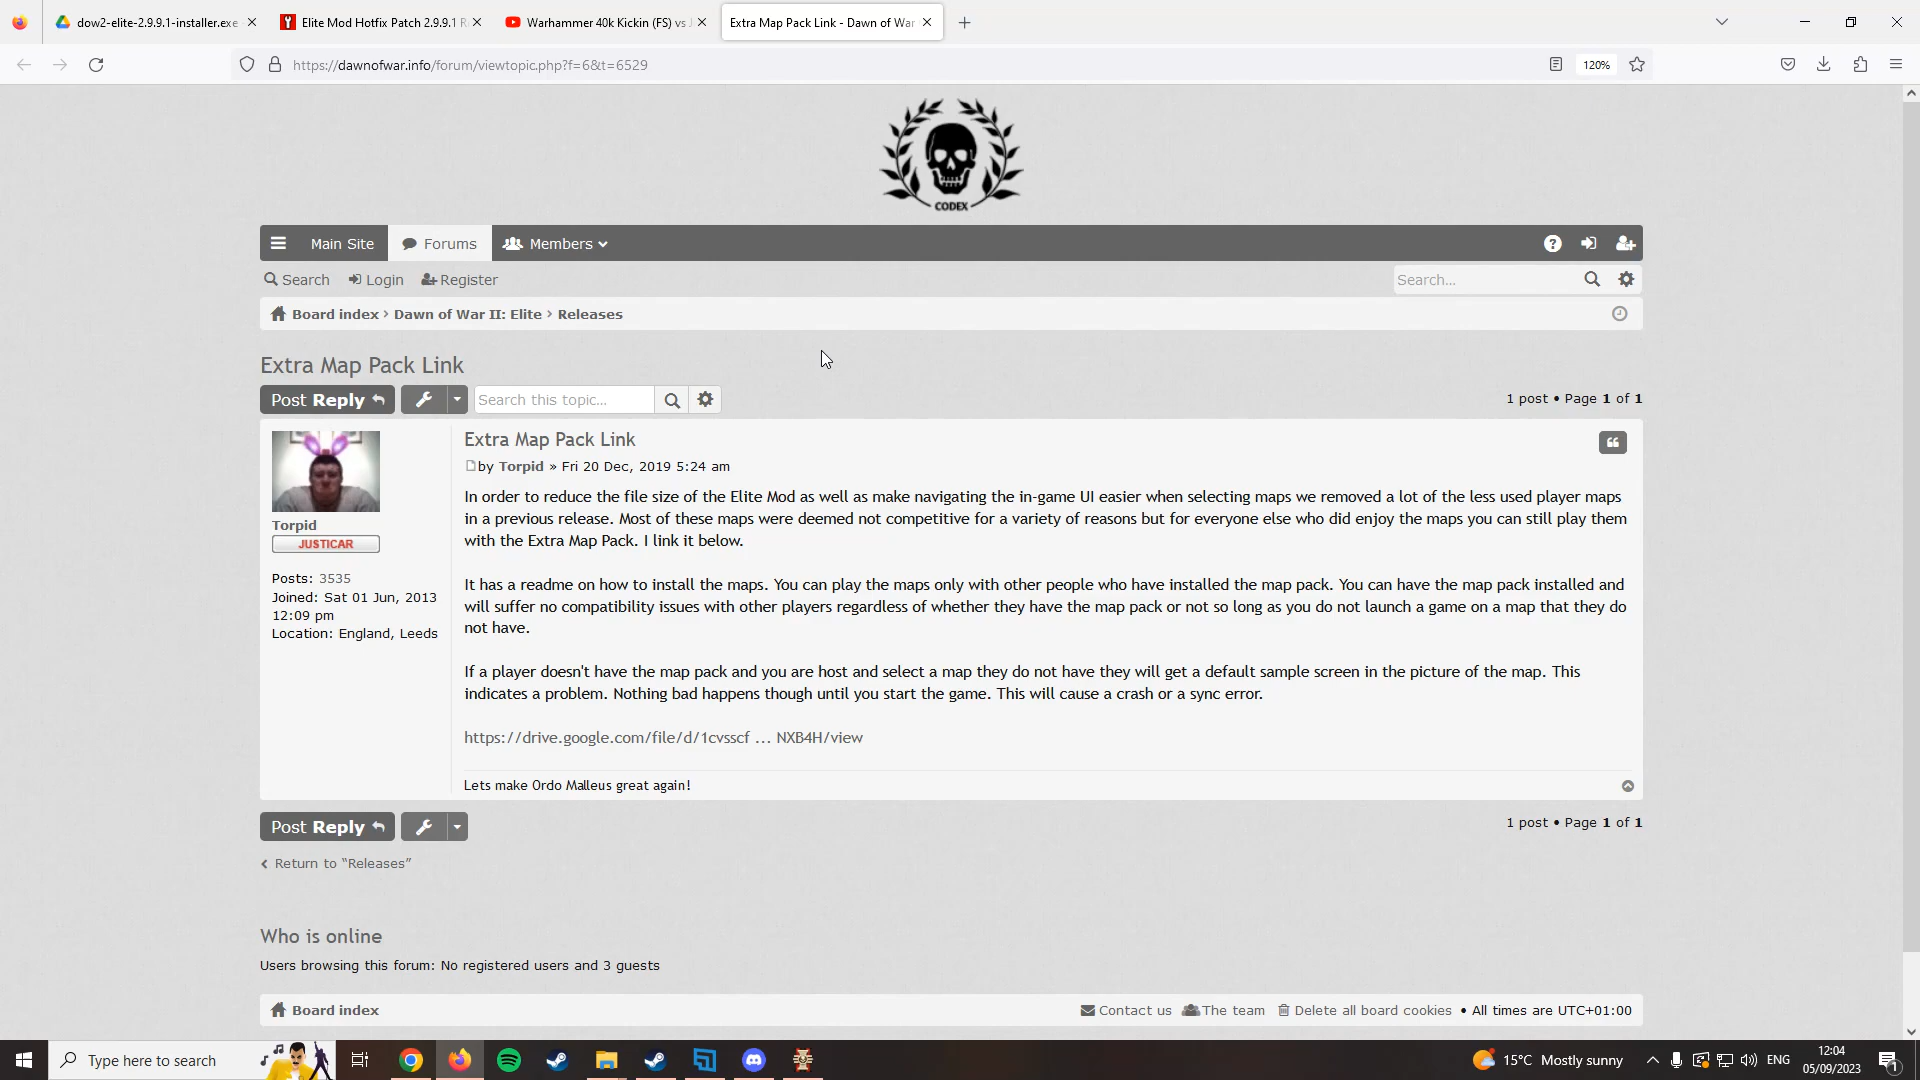 dow2-elite-2.9.9.1-installer.exe
Elite Mod Hotfix Patch 2.9.9.1 R
Warhammer 40k Kickin (FS) vs
Extra Map Pack Link - Dawn of War
https://dawnofwar.info/forum/viewtopic.php?f=6&t=6529
120%
CODEX
Main Site
Forums
Members
Search
Login
Register
Search...
Board index › Dawn of War II: Elite › Releases
Extra Map Pack Link
Post Reply
Search this topic...
1 post • Page 1 of 1
Extra Map Pack Link
by Torpid » Fri 20 Dec, 2019 5:24 am
In order to reduce the file size of the Elite Mod as well as make navigating the in-game UI easier when selecting maps we removed a lot of the less used player maps
in a previous release. Most of these maps were deemed not competitive for a variety of reasons but for everyone else who did enjoy the maps you can still play them
with the Extra Map Pack. I link it below.
It has a readme on how to install the maps. You can play the maps only with other people who have installed the map pack. You can have the map pack installed and
will suffer no compatibility issues with other players regardless of whether they have the map pack or not so long as you do not launch a game on a map that they do
not have.
If a player doesn't have the map pack and you are host and select a map they do not have they will get a default sample screen in the picture of the map. This
indicates a problem. Nothing bad happens though until you start the game. This will cause a crash or a sync error.
https://drive.google.com/file/d/1cvsscf ... NXB4H/view
Lets make Ordo Malleus great again!
Torpid
JUSTICAR
Posts: 3535
Joined: Sat 01 Jun, 2013
12:09 pm
Location: England, Leeds
Post Reply
1 post • Page 1 of 1
Return to “Releases”
Who is online
Users browsing this forum: No registered users and 3 guests
Board index
Contact us
The team
Delete all board cookies
• All times are UTC+01:00
Type here to search
15°C Mostly sunny
ENG
12:04
05/09/2023
1